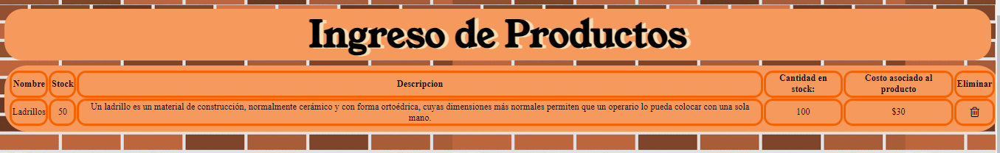 Ingreso de Productos
Nombre Stock Descripcion Cantidad en stock: Costo asociado al producto Eliminar
Ladrillos 50 Un ladrillo es un material de construcción, normalmente cerámico y con forma ortoédrica, cuyas dimensiones más normales permiten que un operario lo pueda colocar con una sola
mano. 100 $30